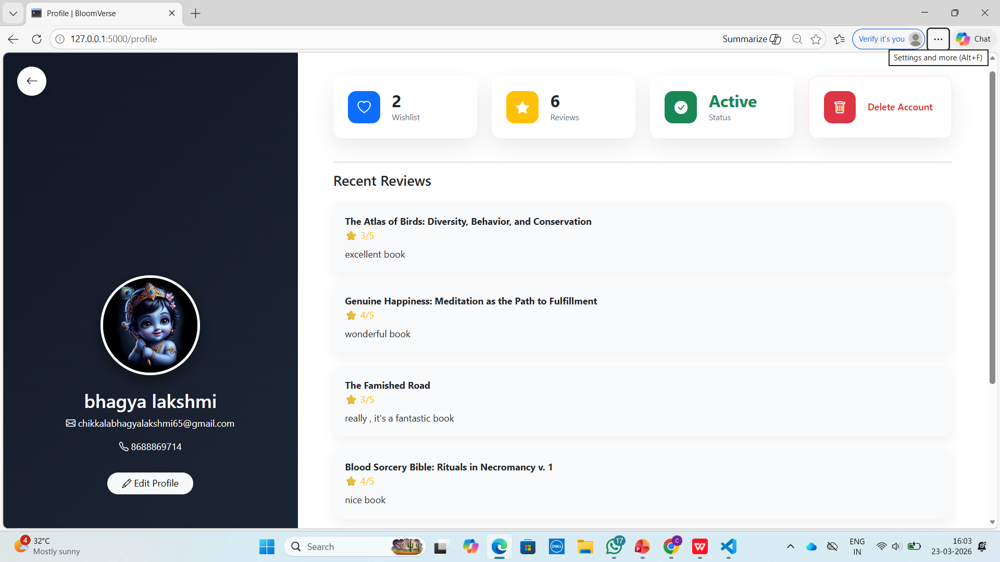 Profile | BloomVerse
127.0.0.1:5000/profile
Summarize
Verify it's you
Chat
Settings and more (Alt+F)
2
Wishlist
6
Reviews
Active
Status
Delete Account
Recent Reviews
The Atlas of Birds: Diversity, Behavior, and Conservation
3/5
excellent book
Genuine Happiness: Meditation as the Path to Fulfillment
4/5
wonderful book
The Famished Road
3/5
really , it's a fantastic book
Blood Sorcery Bible: Rituals in Necromancy v. 1
4/5
nice book
bhagya lakshmi
chikkalabhagyalakshmi65@gmail.com
8688869714
Edit Profile
4
32°C
Mostly sunny
Search
DELL
17
P
C
W
ENG
IN
16:03
23-03-2026